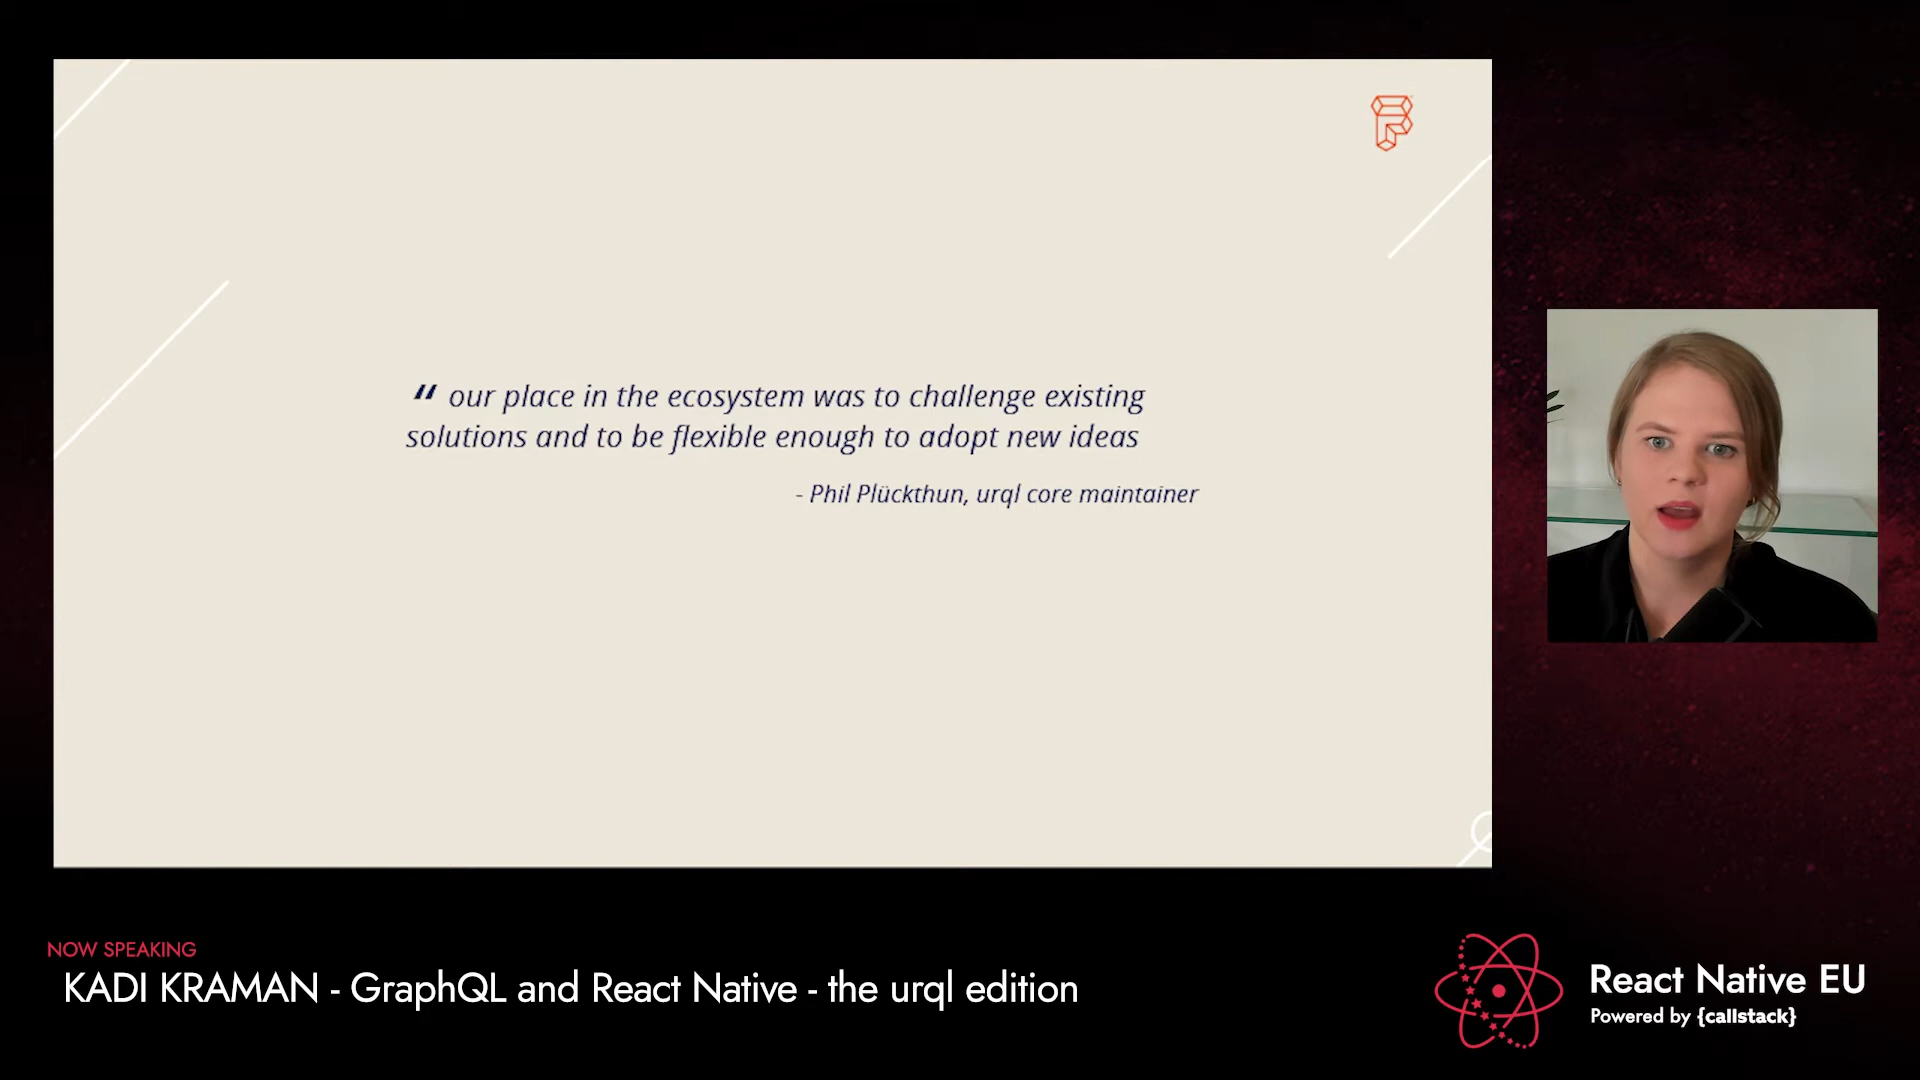 “ our place in the ecosystem was to challenge existing
solutions and to be flexible enough to adopt new ideas
- Phil Plückthun, urql core maintainer
NOW SPEAKING
KADI KRAMAN - GraphQL and React Native - the urql edition
React Native EU
Powered by {callstack}